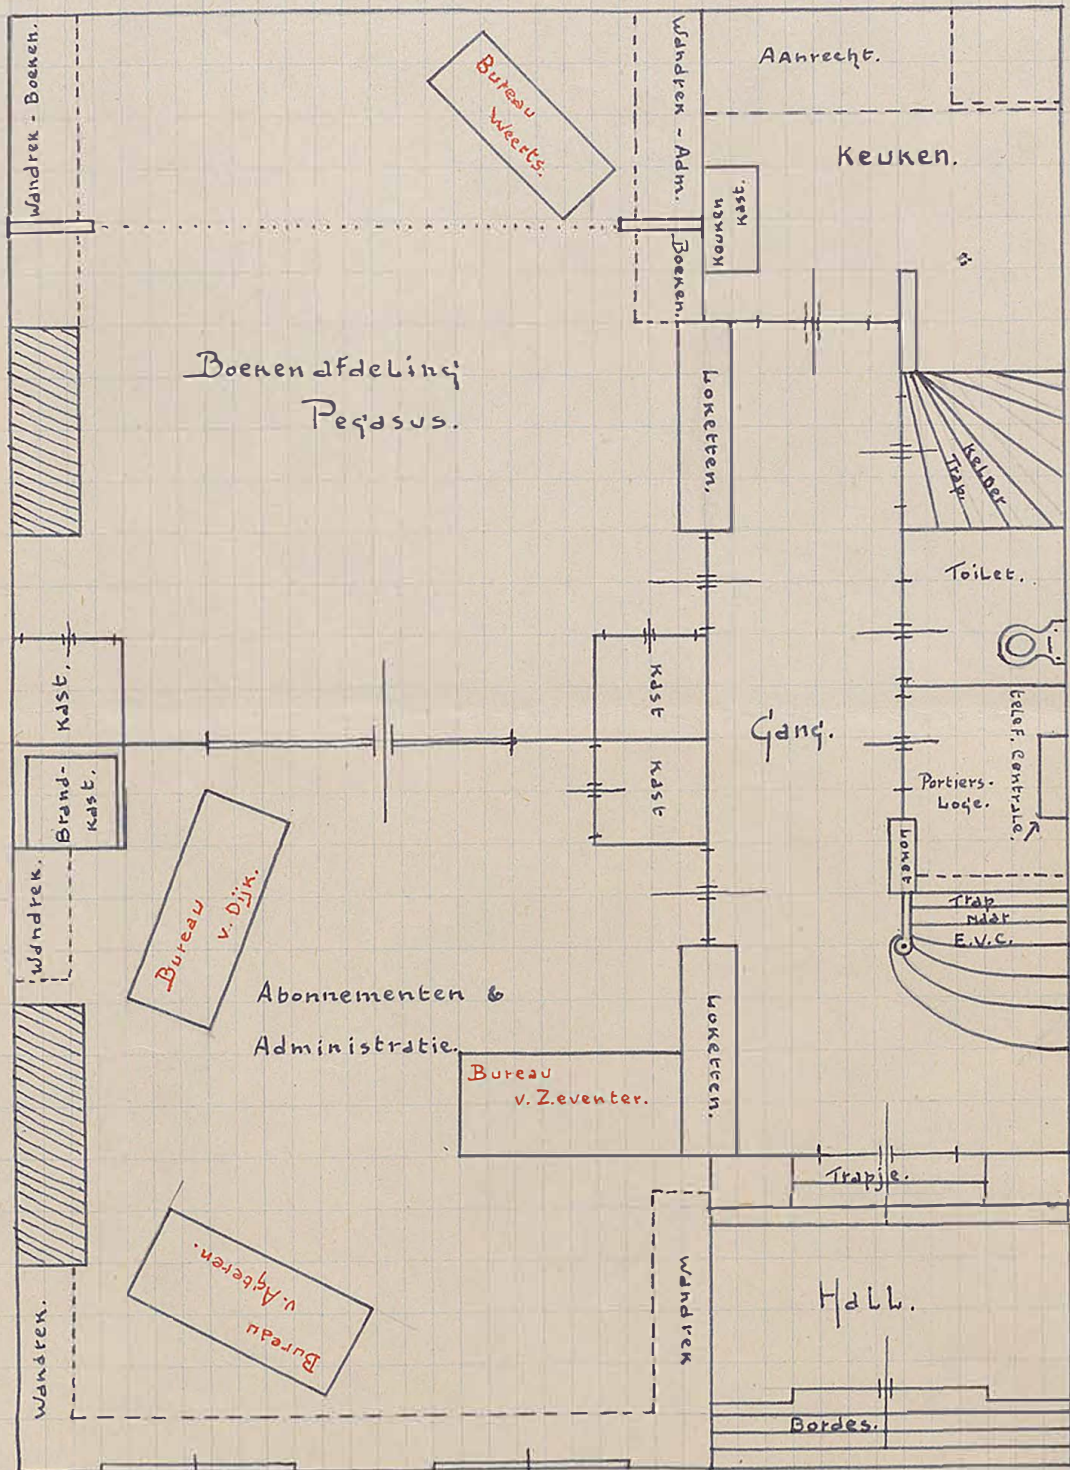 Wandrek - Boeken.
Bureau
Weerts.
Wandrek - Adm.
Boeken.
Aanrecht.
Keuken.
Keuken
Kast.
Boekenafdeling
Pegasus.
Loketten.
Kelder
Trap.
Toilet.
Kast.
Kast
Kast
Brand-
Kast.
Gang.
Portiers-
Loge.
telef. Centrale.
Loket
Trap
naar
E.V.C.
Wandrek.
Bureau
v. Dijk.
Abonnementen &
Administratie.
Bureau
v. Zeventer.
Loketten.
Trapje.
Bureau
v. Agteren.
Wandrek.
Wandrek
Hall.
Bordes.